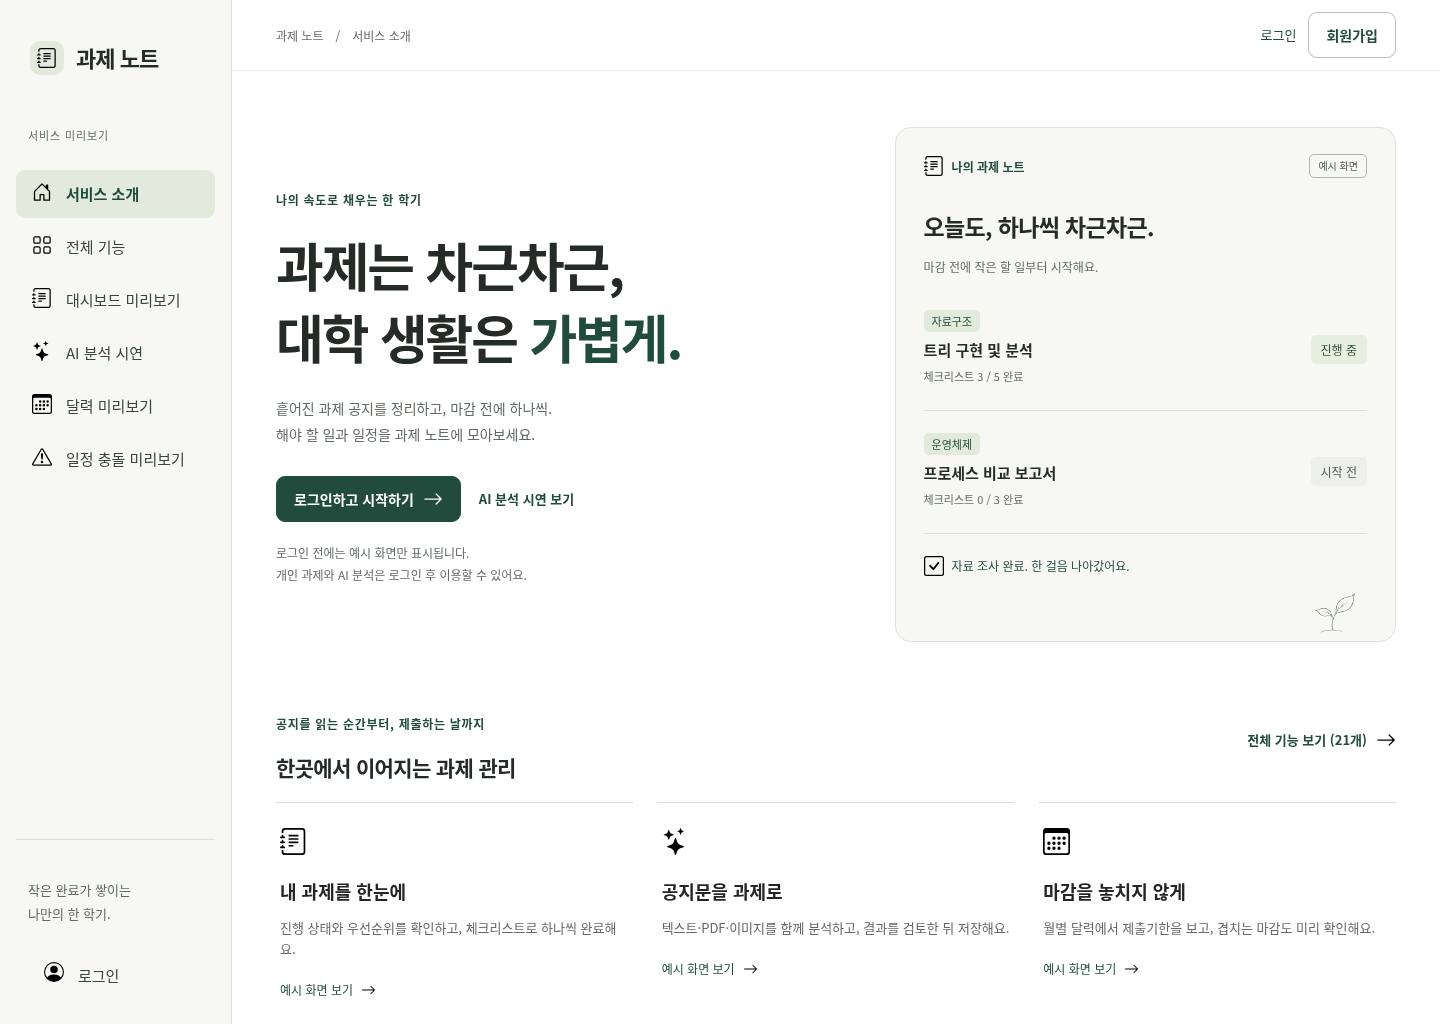 과제 노트
서비스 미리보기
서비스 소개
전체 기능
대시보드 미리보기
AI 분석 시연
달력 미리보기
일정 충돌 미리보기
작은 완료가 쌓이는
나만의 한 학기.
로그인
과제 노트 / 서비스 소개
로그인
회원가입
나의 속도로 채우는 한 학기
과제는 차근차근,
대학 생활은 가볍게.
흩어진 과제 공지를 정리하고, 마감 전에 하나씩.
해야 할 일과 일정을 과제 노트에 모아보세요.
로그인하고 시작하기
AI 분석 시연 보기
로그인 전에는 예시 화면만 표시됩니다.
개인 과제와 AI 분석은 로그인 후 이용할 수 있어요.
나의 과제 노트
예시 화면
오늘도, 하나씩 차근차근.
마감 전에 작은 할 일부터 시작해요.
자료구조
트리 구현 및 분석
체크리스트 3 / 5 완료
진행 중
운영체제
프로세스 비교 보고서
체크리스트 0 / 3 완료
시작 전
자료 조사 완료. 한 걸음 나아갔어요.
공지를 읽는 순간부터, 제출하는 날까지
한곳에서 이어지는 과제 관리
전체 기능 보기 (21개)
내 과제를 한눈에
진행 상태와 우선순위를 확인하고, 체크리스트로 하나씩 완료해
요.
예시 화면 보기
공지문을 과제로
텍스트·PDF·이미지를 함께 분석하고, 결과를 검토한 뒤 저장해요.
예시 화면 보기
마감을 놓치지 않게
월별 달력에서 제출기한을 보고, 겹치는 마감도 미리 확인해요.
예시 화면 보기